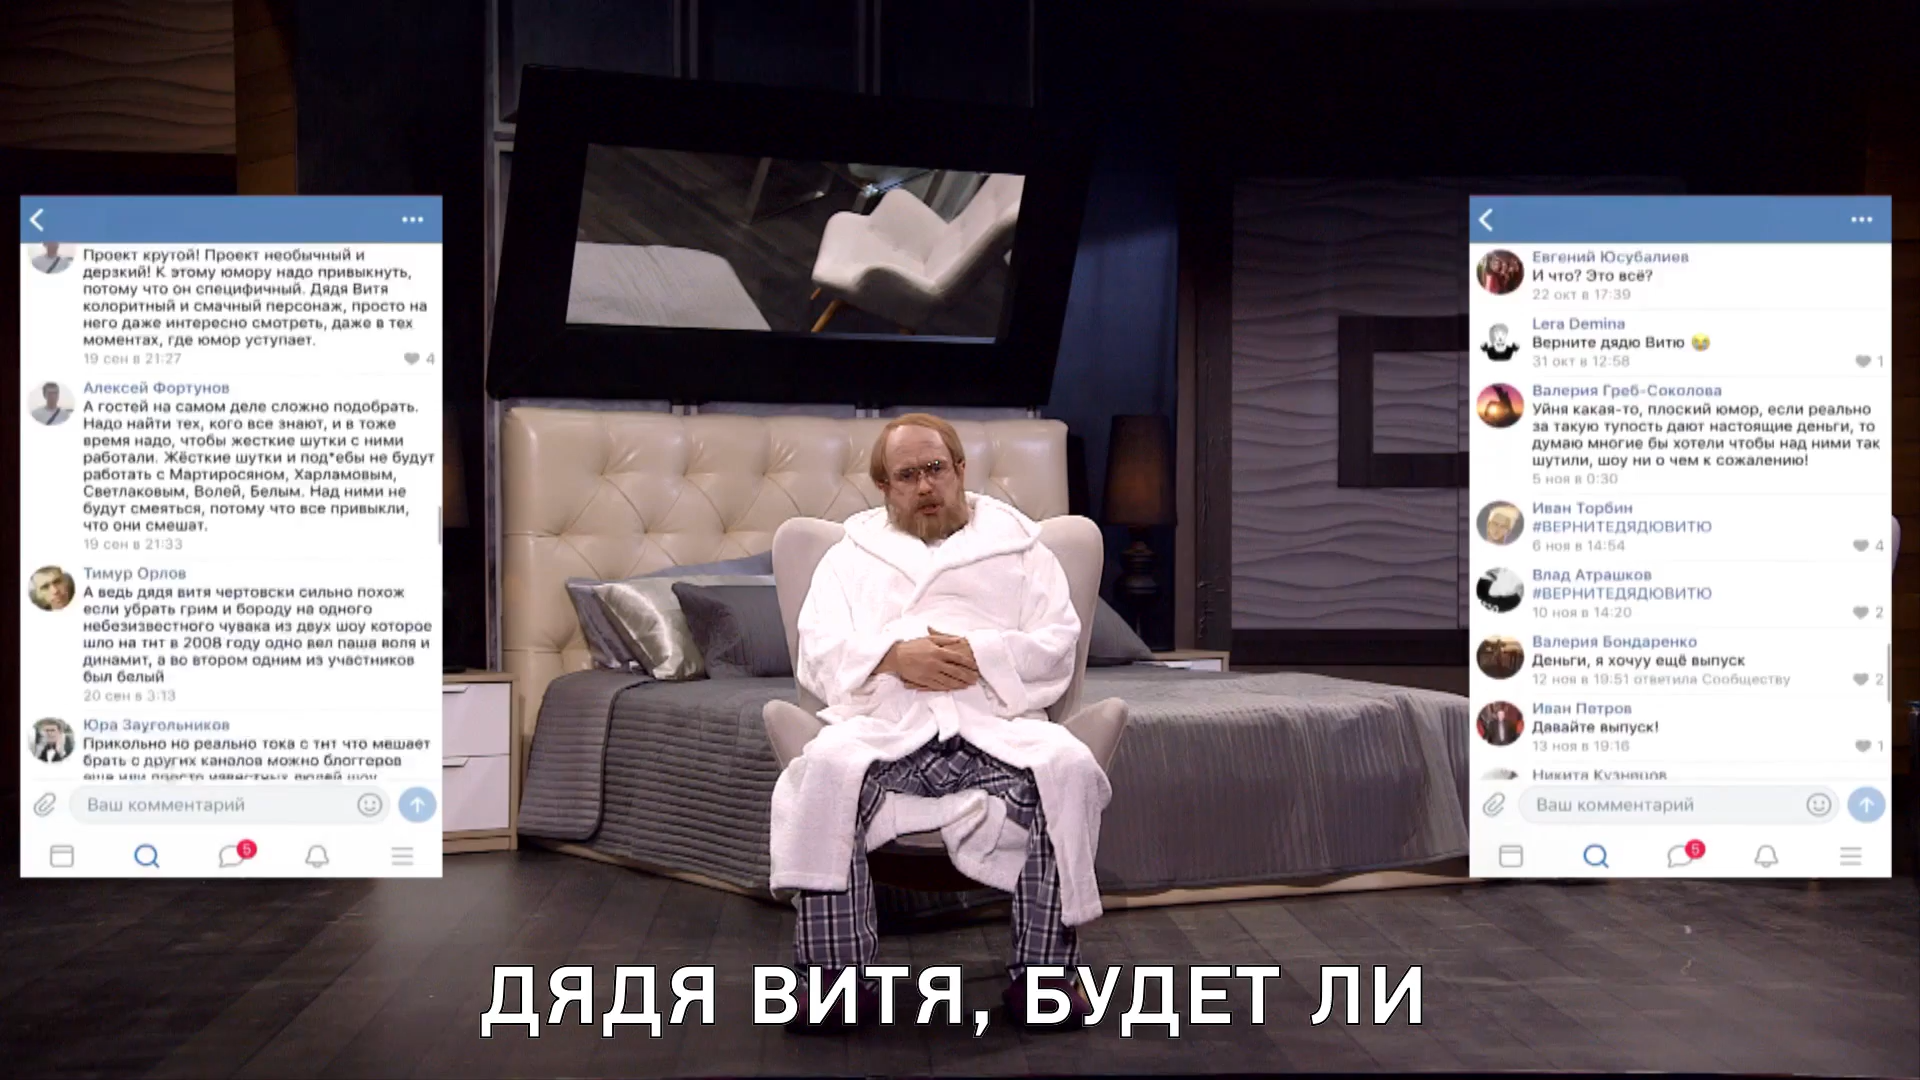 Проект крутой! Проект необычный и
дерзкий! К этому юмору надо привыкнуть,
потому что он специфичный. Дядя Витя
колоритный и смачный персонаж, просто на
него даже интересно смотреть, даже в тех
моментах, где юмор уступает.
19 сен в 21:27 4
Алексей Фортунов
А гостей на самом деле сложно подобрать.
Надо найти тех, кого все знают, и в тоже
время надо, чтобы жесткие шутки с ними
работали. Жёсткие шутки и под*ебы не будут
работать с Мартиросяном, Харламовым,
Светлаковым, Волей, Белым. Над ними не
будут смеяться, потому что все привыкли,
что они смешат.
19 сен в 21:33
Тимур Орлов
А ведь дядя витя чертовски сильно похож
если убрать грим и бороду на одного
небезизвестного чувака из двух шоу которое
шло на тнт в 2008 году одно вел паша воля и
динамит, а во втором одним из участников
был белый
20 сен в 3:13
Юра Заугольников
Прикольно но реально тока с тнт что мешает
брать с других каналов можно блоггеров
еще или просто известных людей шоу
Ваш комментарий
5
Евгений Юсубалиев
И что? Это всё?
22 окт в 17:39
Lera Demina
Верните дядю Витю 😭
31 окт в 12:58 1
Валерия Греб-Соколова
Уйня какая-то, плоский юмор, если реально
за такую тупость дают настоящие деньги, то
думаю многие бы хотели чтобы над ними так
шутили, шоу ни о чем к сожалению!
5 ноя в 0:30
Иван Торбин
#ВЕРНИТЕДЯДЮВИТЮ
6 ноя в 14:54 4
Влад Атрашков
#ВЕРНИТЕДЯДЮВИТЮ
10 ноя в 14:20 2
Валерия Бондаренко
Деньги, я хочуу ещё выпуск
12 ноя в 19:51 ответила Сообществу 2
Иван Петров
Давайте выпуск!
13 ноя в 19:16 1
Никита Кузнецов
Ваш комментарий
5
ДЯДЯ ВИТЯ, БУДЕТ ЛИ